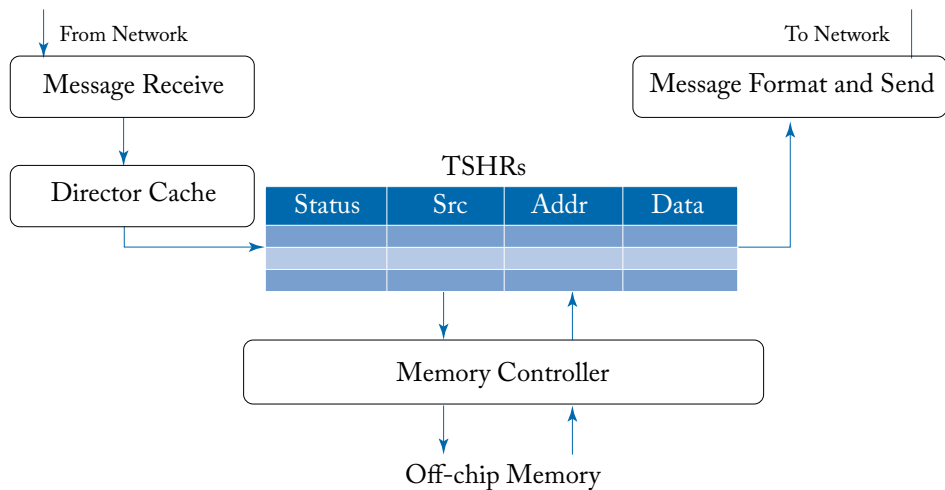 From Network
To Network
Message Receive
Message Format and Send
TSHRs
Director Cache
Status Src Addr Data
Memory Controller
Off-chip Memory